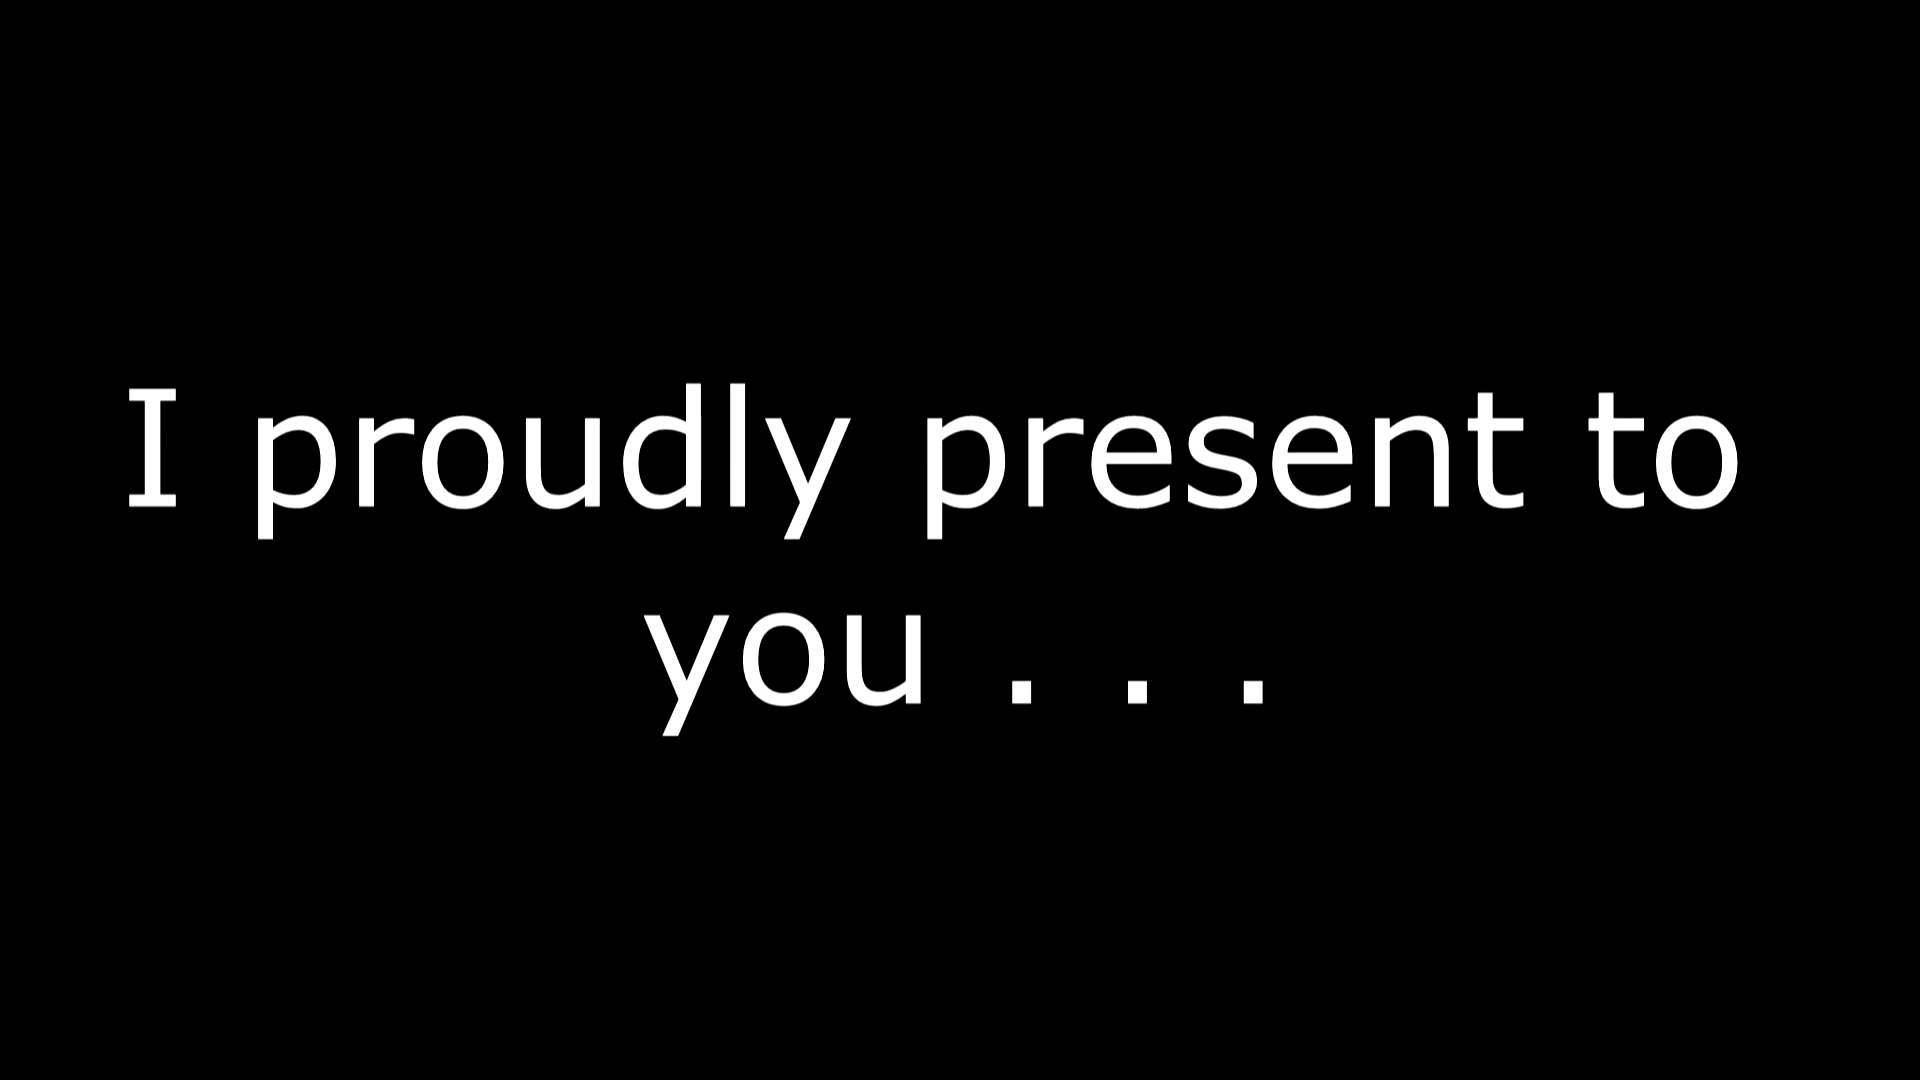 I proudly present to
you . . .